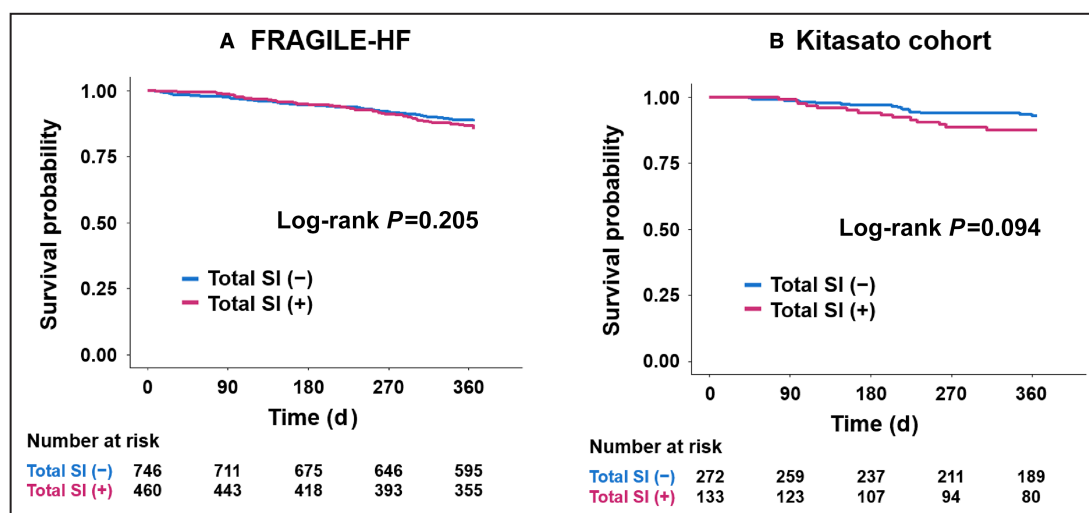 A FRAGILE-HF
Survival probability
1.00
0.75
0.50
0.25
0.00
Log-rank P=0.205
Total SI (−)
Total SI (+)
0 90 180 270 360
Time (d)
Number at risk
Total SI (−) 746 711 675 646 595
Total SI (+) 460 443 418 393 355
B Kitasato cohort
Survival probability
1.00
0.75
0.50
0.25
0.00
Log-rank P=0.094
Total SI (−)
Total SI (+)
0 90 180 270 360
Time (d)
Number at risk
Total SI (−) 272 259 237 211 189
Total SI (+) 133 123 107 94 80